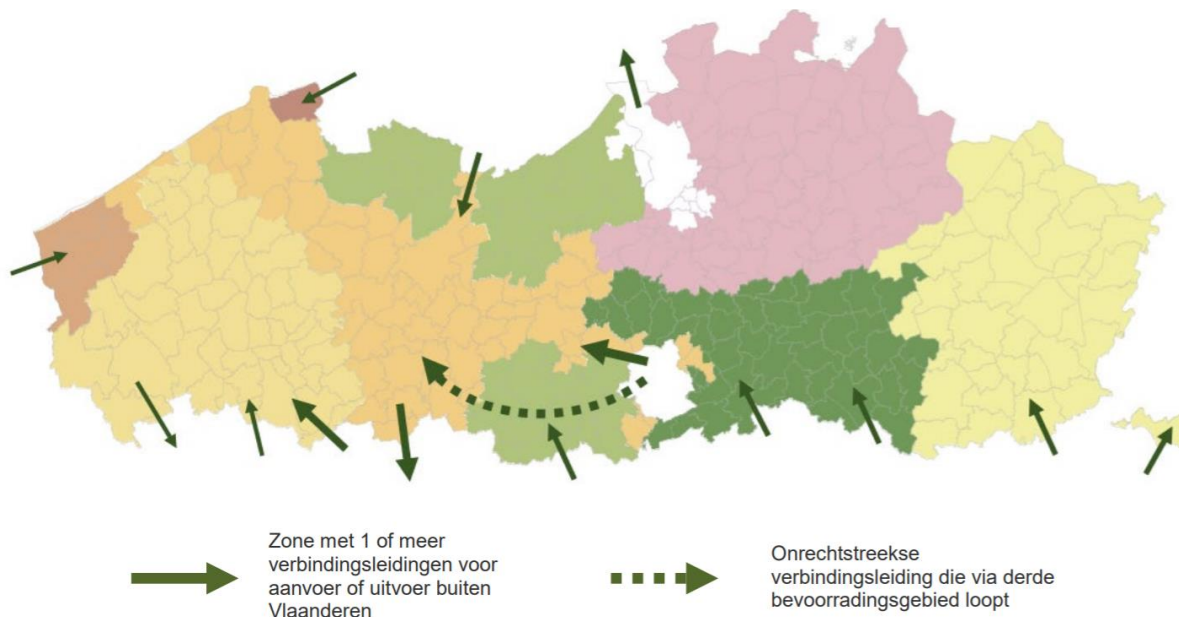 Zone met 1 of meer
verbindingsleidingen voor
aanvoer of uitvoer buiten
Vlaanderen
Onrechtstreekse
verbindingsleiding die via derde
bevoorradingsgebied loopt